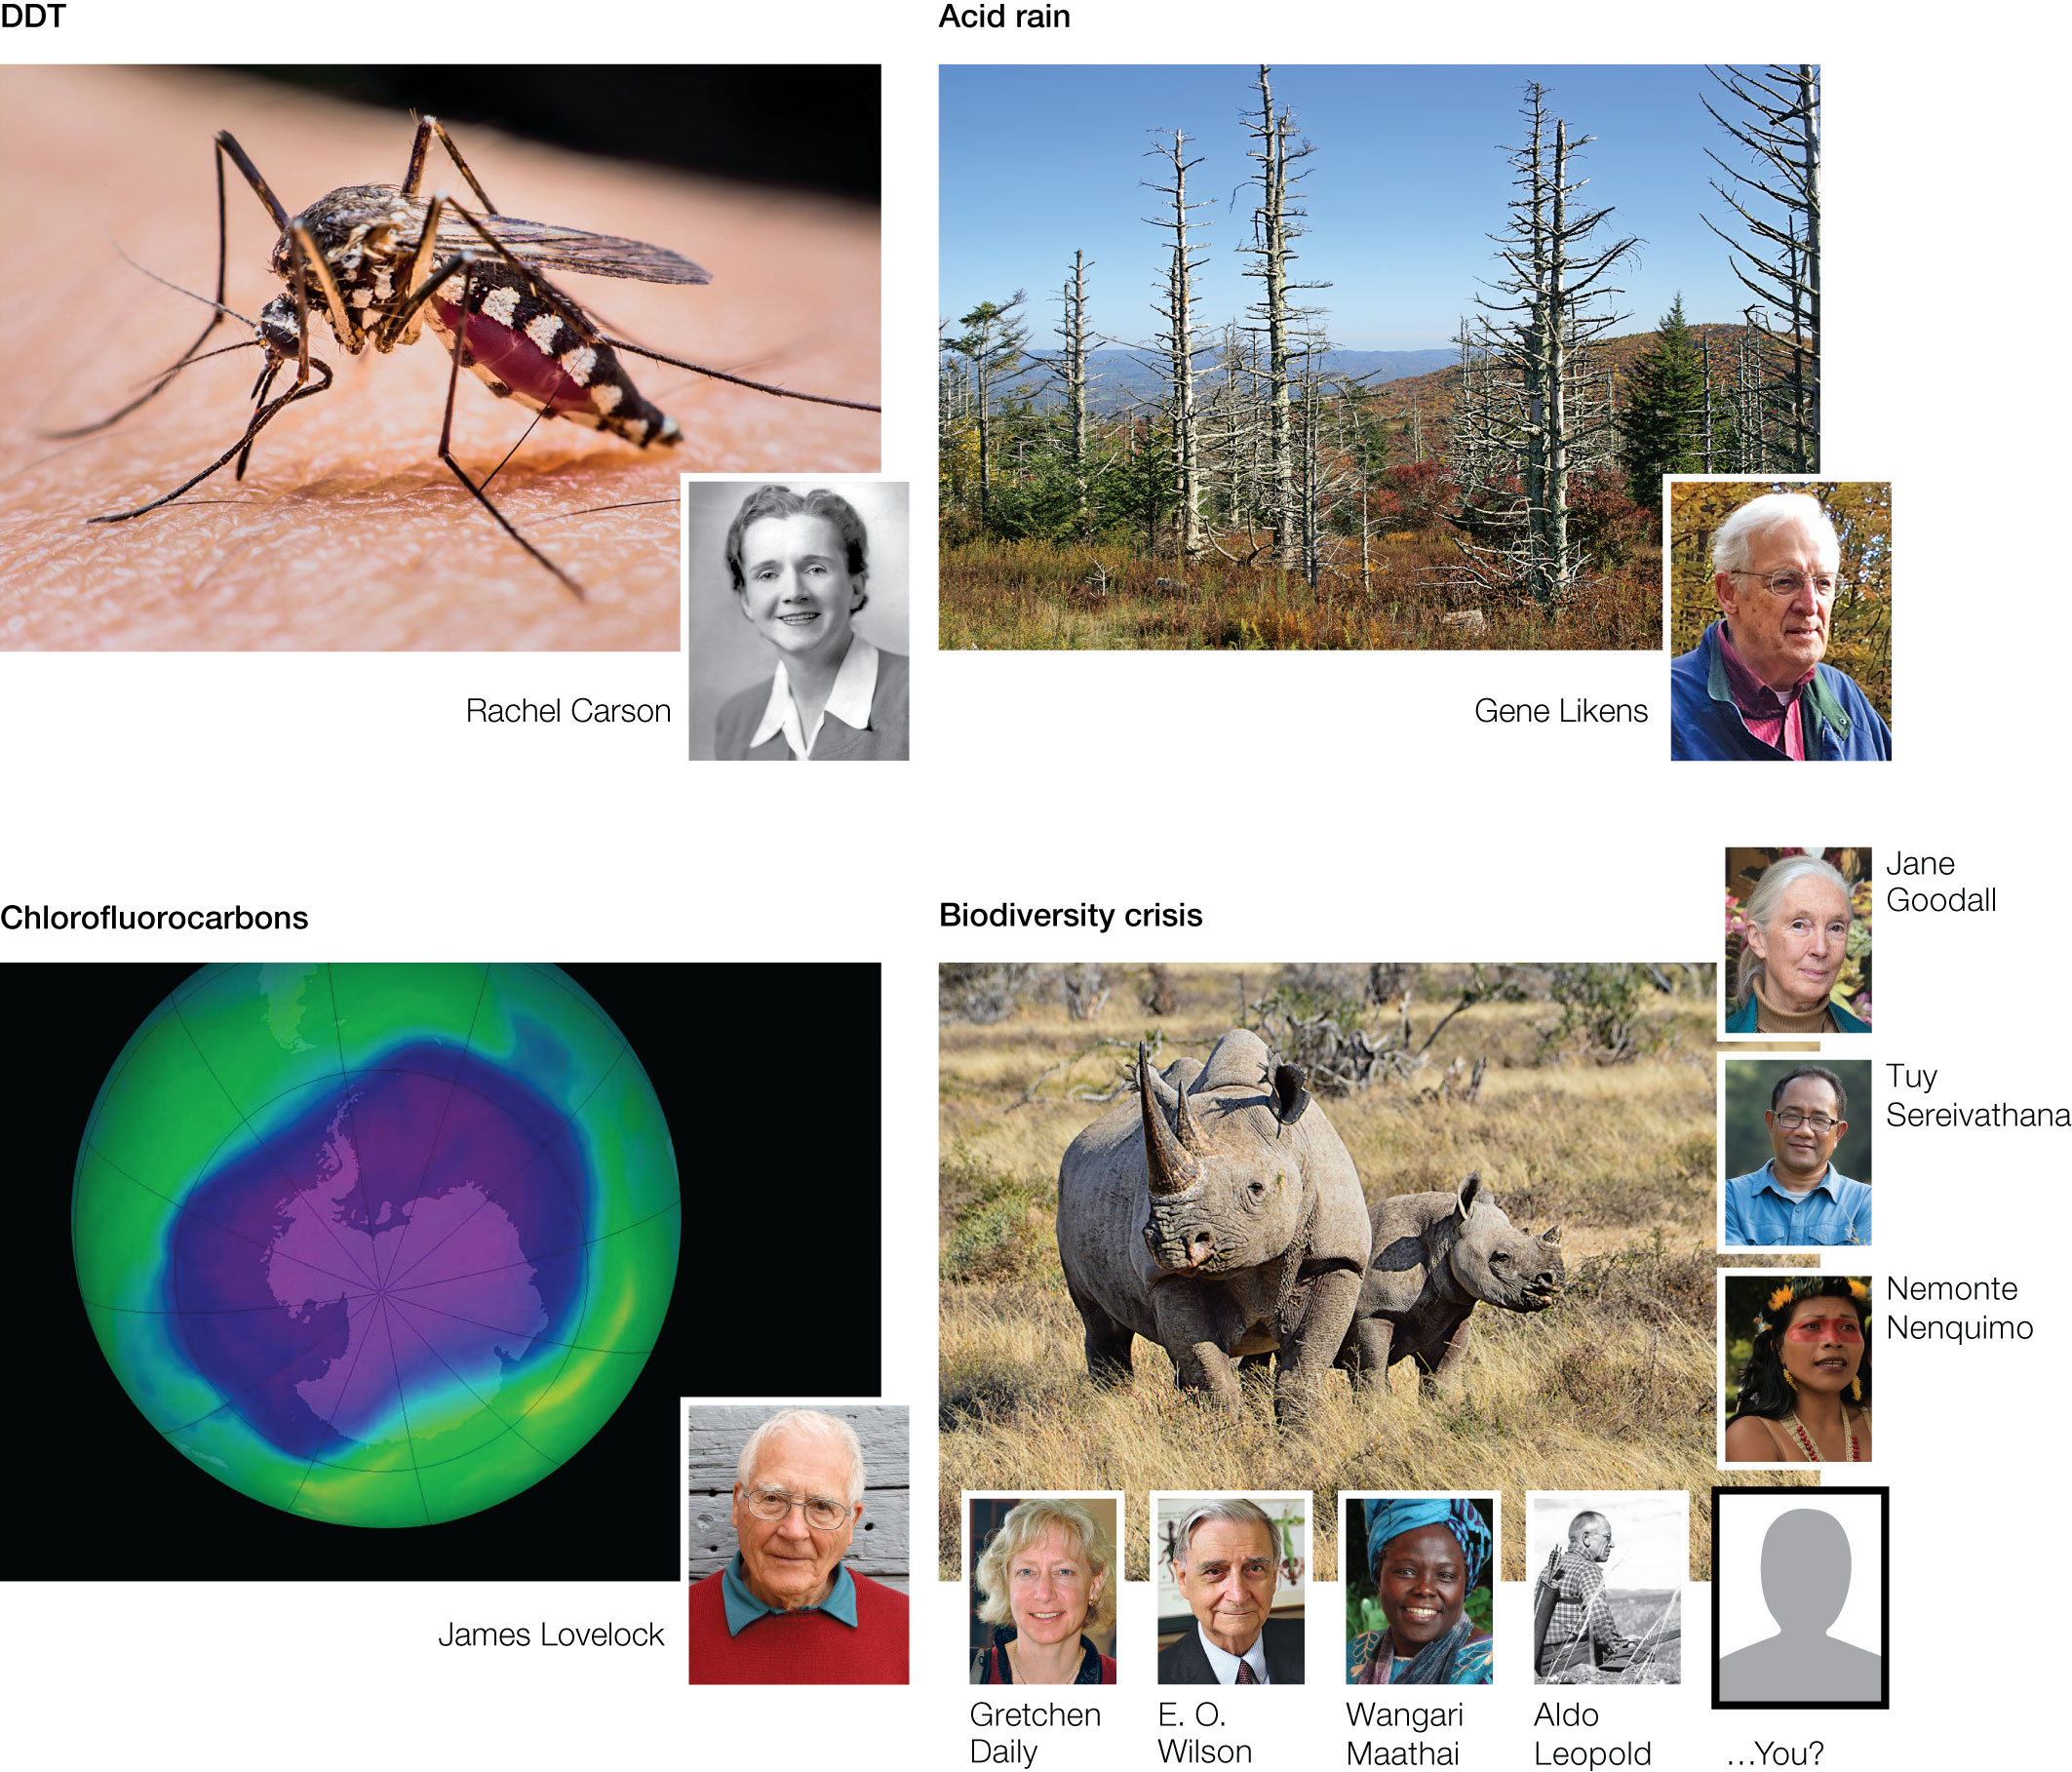 DDT
Acid rain
Rachel Carson
Gene Likens
Chlorofluorocarbons
Biodiversity crisis
Jane
Goodall
Tuy
Sereivathana
Nemonte
Nenquimo
James Lovelock
Gretchen
Daily
E. O.
Wilson
Wangari
Maathai
Aldo
Leopold
...You?